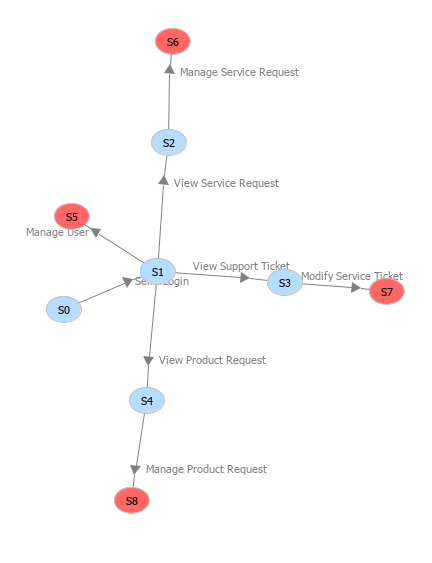 S6
Manage Service Request
S2
View Service Request
S5
Manage User
S1
View Support Ticket
S3
Modify Service Ticket
S7
Login
S0
View Product Request
S4
Manage Product Request
S8